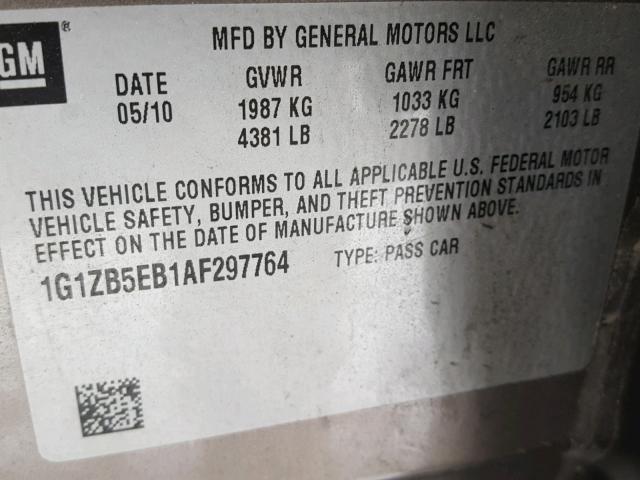 GM®
MFD BY GENERAL MOTORS LLC
DATE GVWR GAWR FRT GAWR RR
05/10 1987 KG 1033 KG 954 KG
4381 LB 2278 LB 2103 LB
THIS VEHICLE CONFORMS TO ALL APPLICABLE U.S. FEDERAL MOTOR
VEHICLE SAFETY, BUMPER, AND THEFT PREVENTION STANDARDS IN
EFFECT ON THE DATE OF MANUFACTURE SHOWN ABOVE.
1G1ZB5EB1AF297764 TYPE: PASS CAR